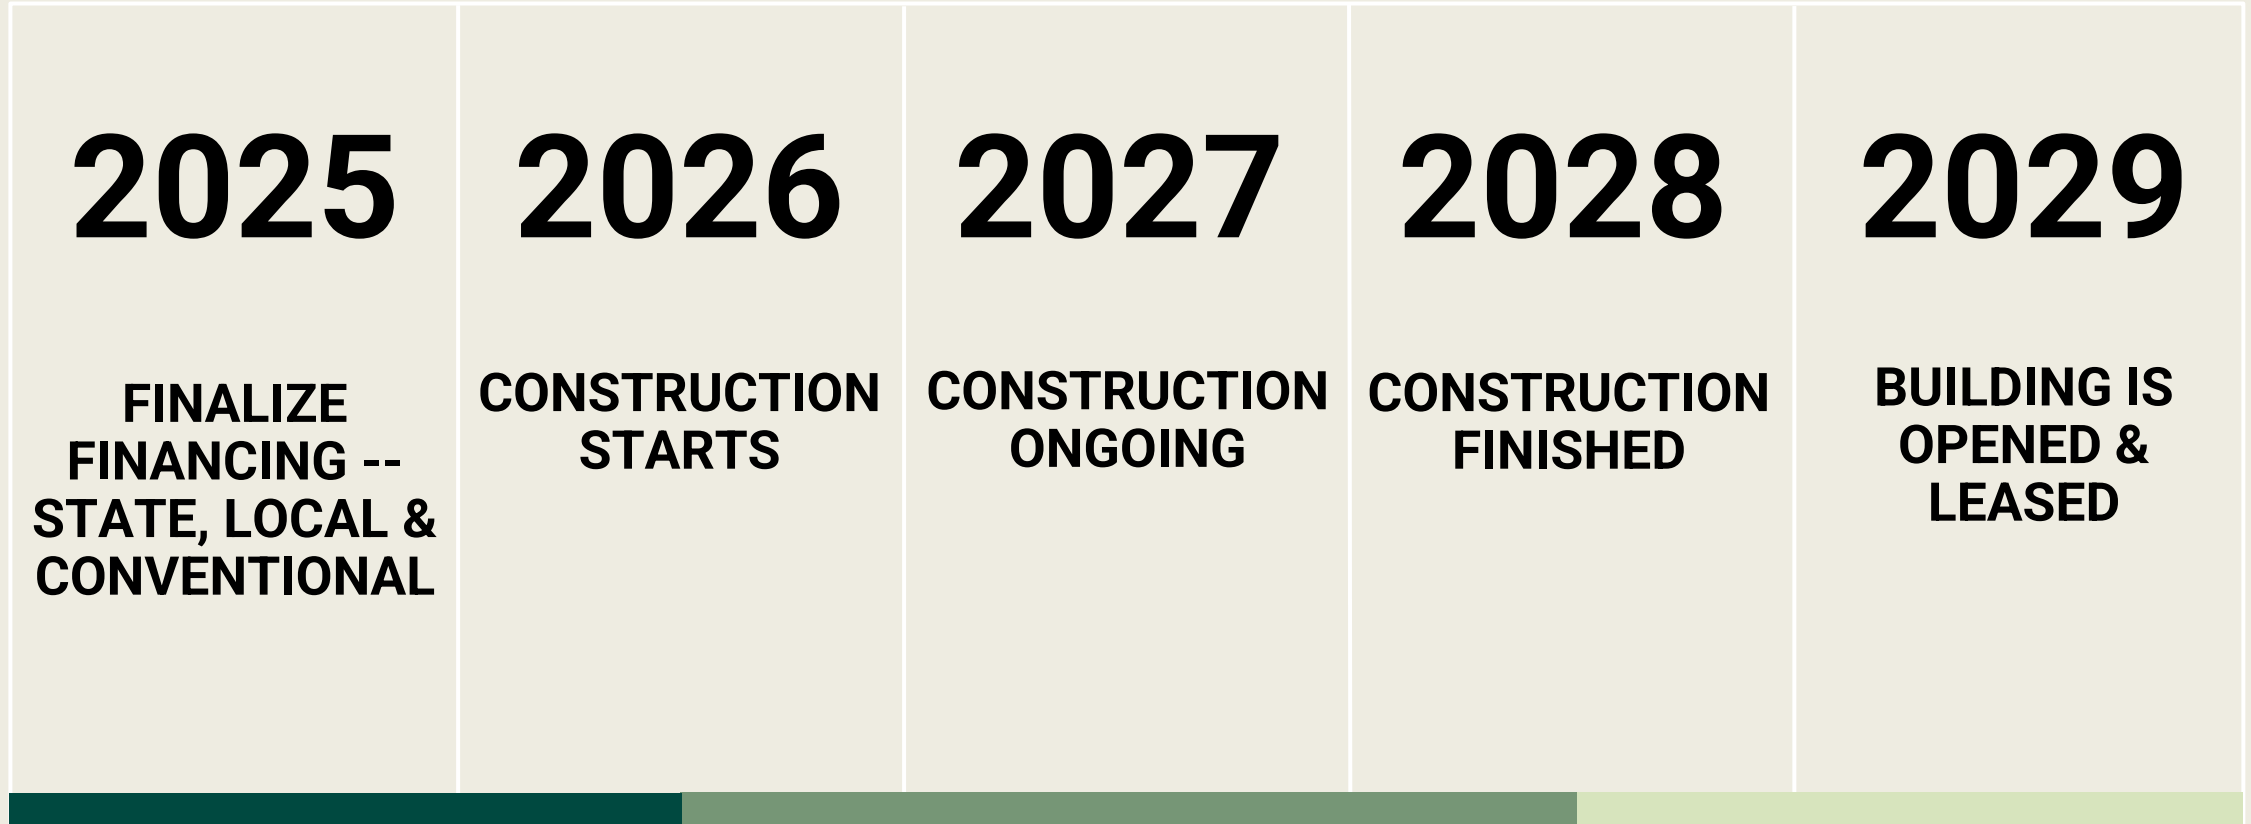 2025
FINALIZE
FINANCING --
STATE, LOCAL &
CONVENTIONAL
2026
CONSTRUCTION
STARTS
2027
CONSTRUCTION
ONGOING
2028
CONSTRUCTION
FINISHED
2029
BUILDING IS
OPENED &
LEASED